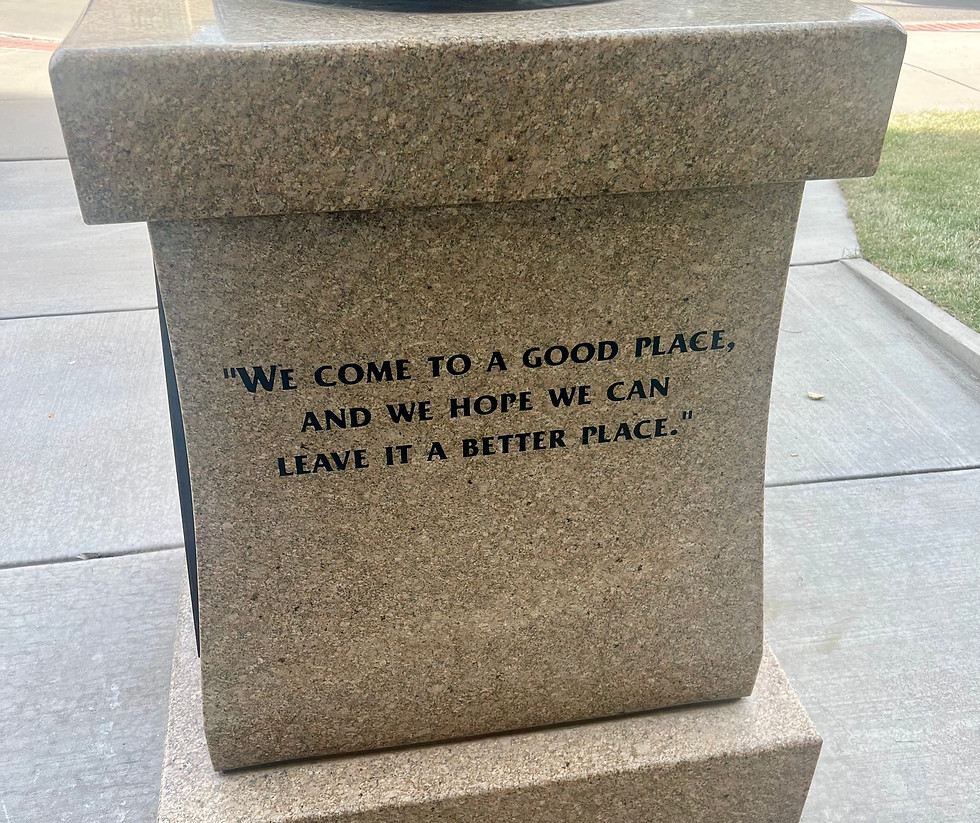 "WE COME TO A GOOD PLACE,
AND WE HOPE WE CAN
LEAVE IT A BETTER PLACE."